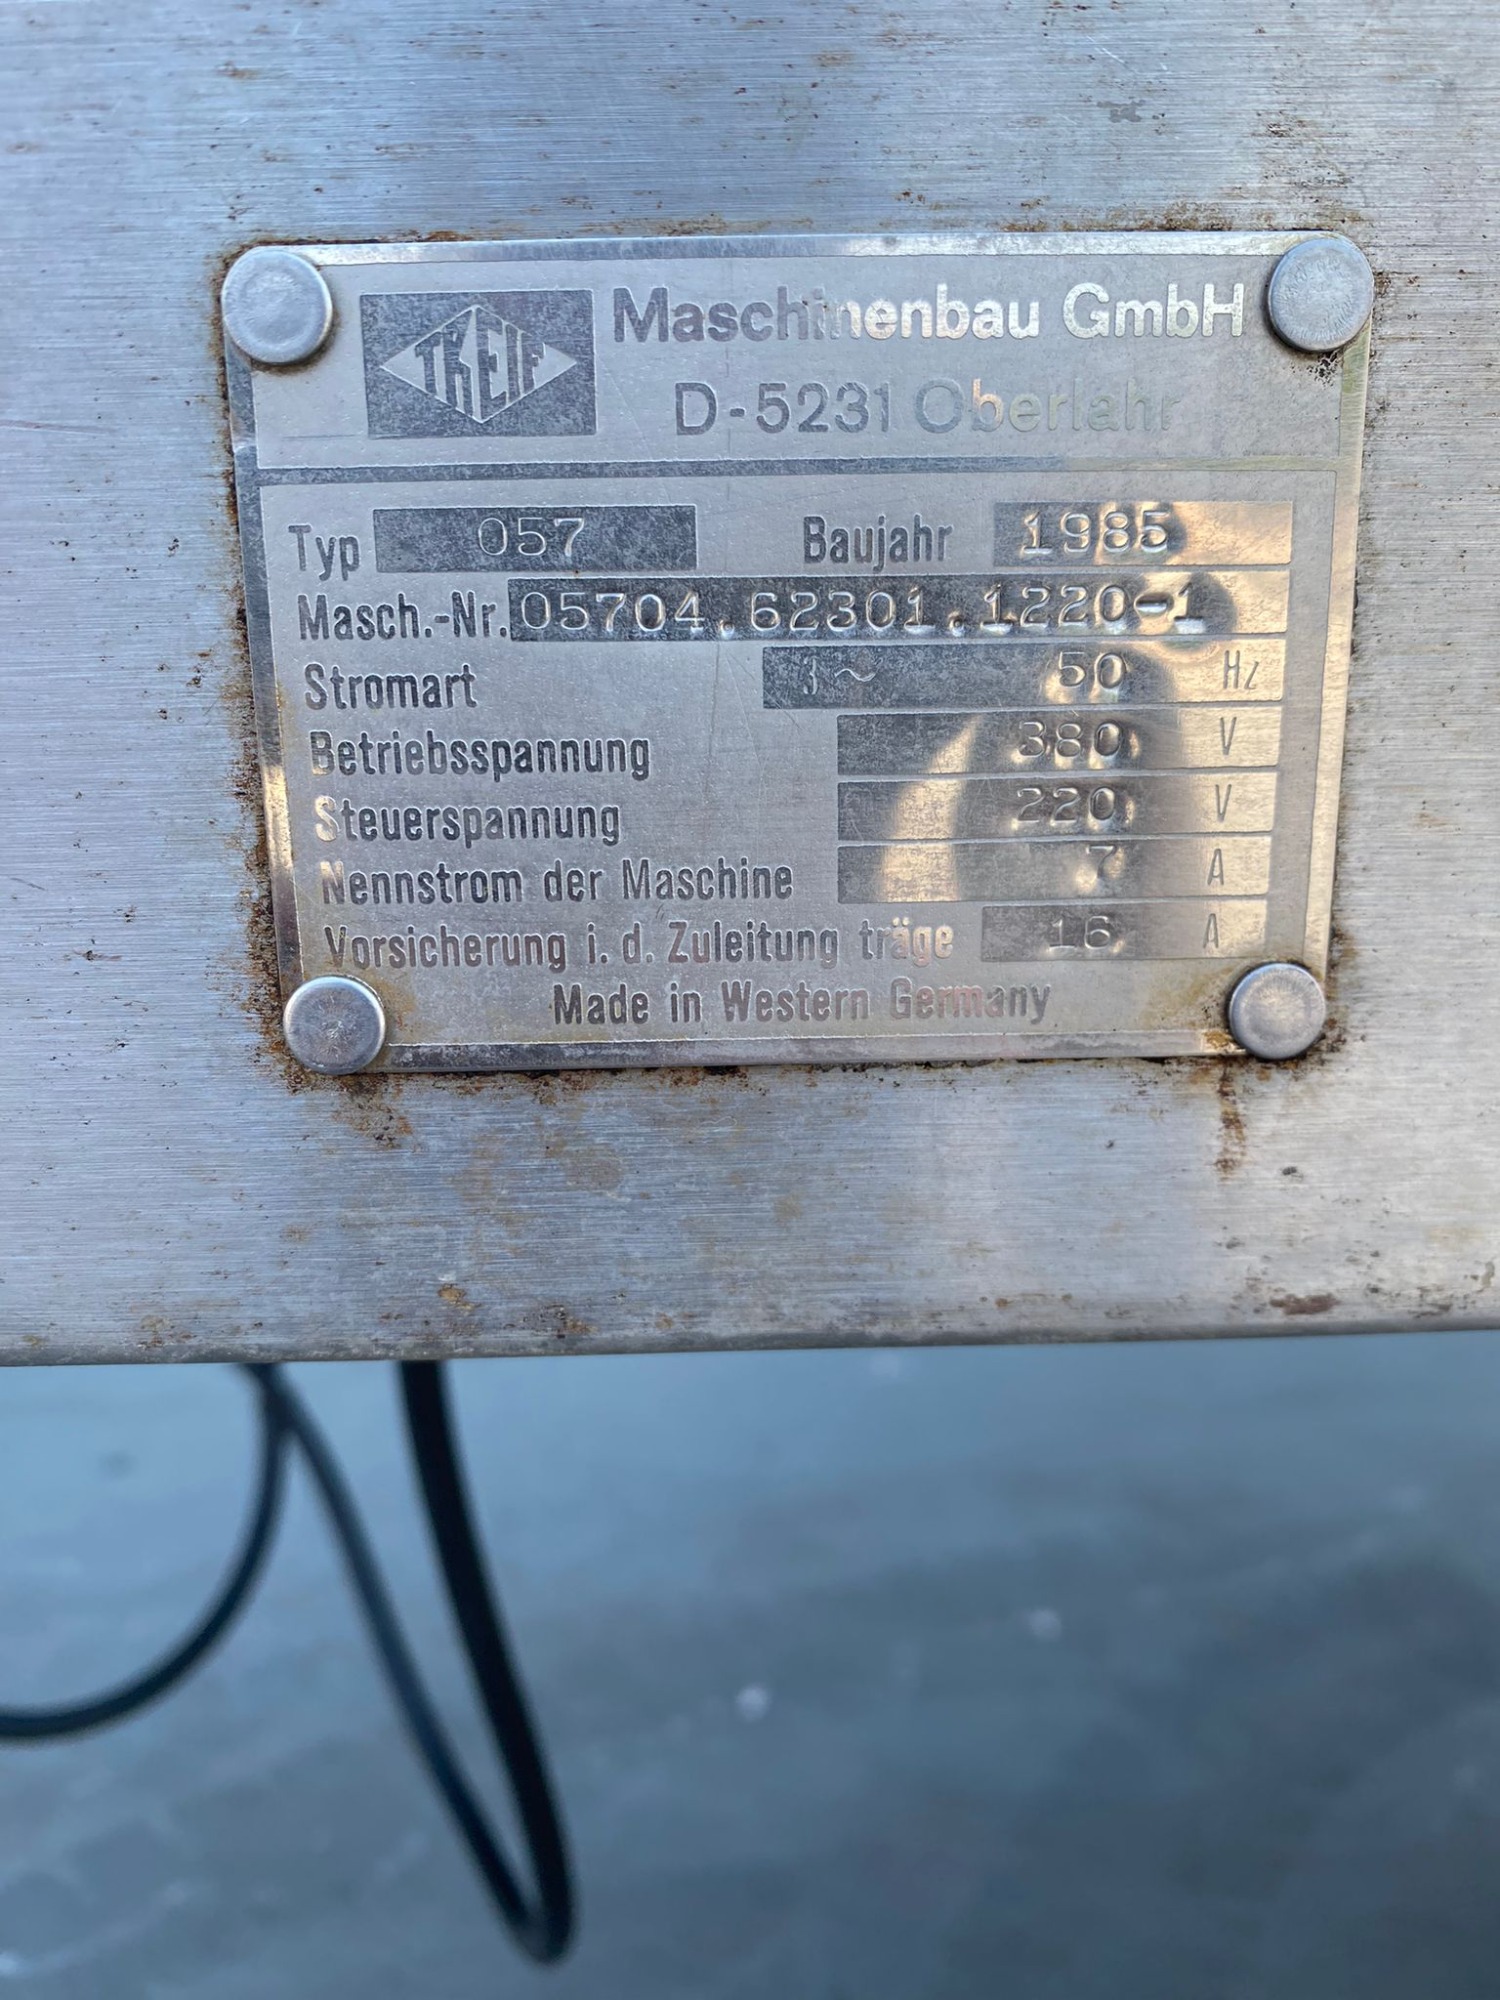 TREIF Maschinenbau GmbH
D-5231 Oberlahr
Typ 057 Baujahr 1985
Masch.-Nr. 05704.62301.1220-1
Stromart 3~ 50 Hz
Betriebsspannung 380 V
Steuerspannung 220 V
Nennstrom der Maschine 7 A
Vorsicherung i. d. Zuleitung träge 16 A
Made in Western Germany